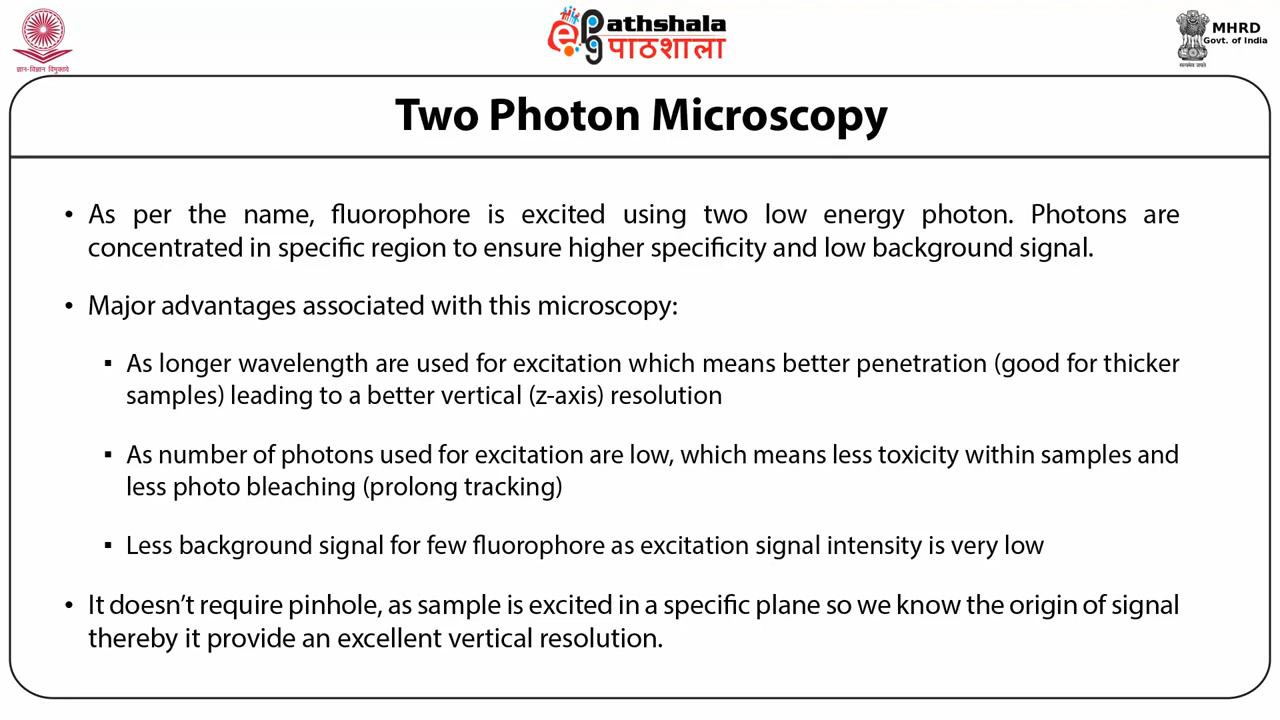 ज्ञान-विज्ञान विमुक्तये
ePG Pathshala
पाठशाला
MHRD
Govt. of India
सत्यमेव जयते
Two Photon Microscopy
• As per the name, fluorophore is excited using two low energy photon. Photons are
concentrated in specific region to ensure higher specificity and low background signal.
• Major advantages associated with this microscopy:
▪ As longer wavelength are used for excitation which means better penetration (good for thicker
samples) leading to a better vertical (z-axis) resolution
▪ As number of photons used for excitation are low, which means less toxicity within samples and
less photo bleaching (prolong tracking)
▪ Less background signal for few fluorophore as excitation signal intensity is very low
• It doesn’t require pinhole, as sample is excited in a specific plane so we know the origin of signal
thereby it provide an excellent vertical resolution.